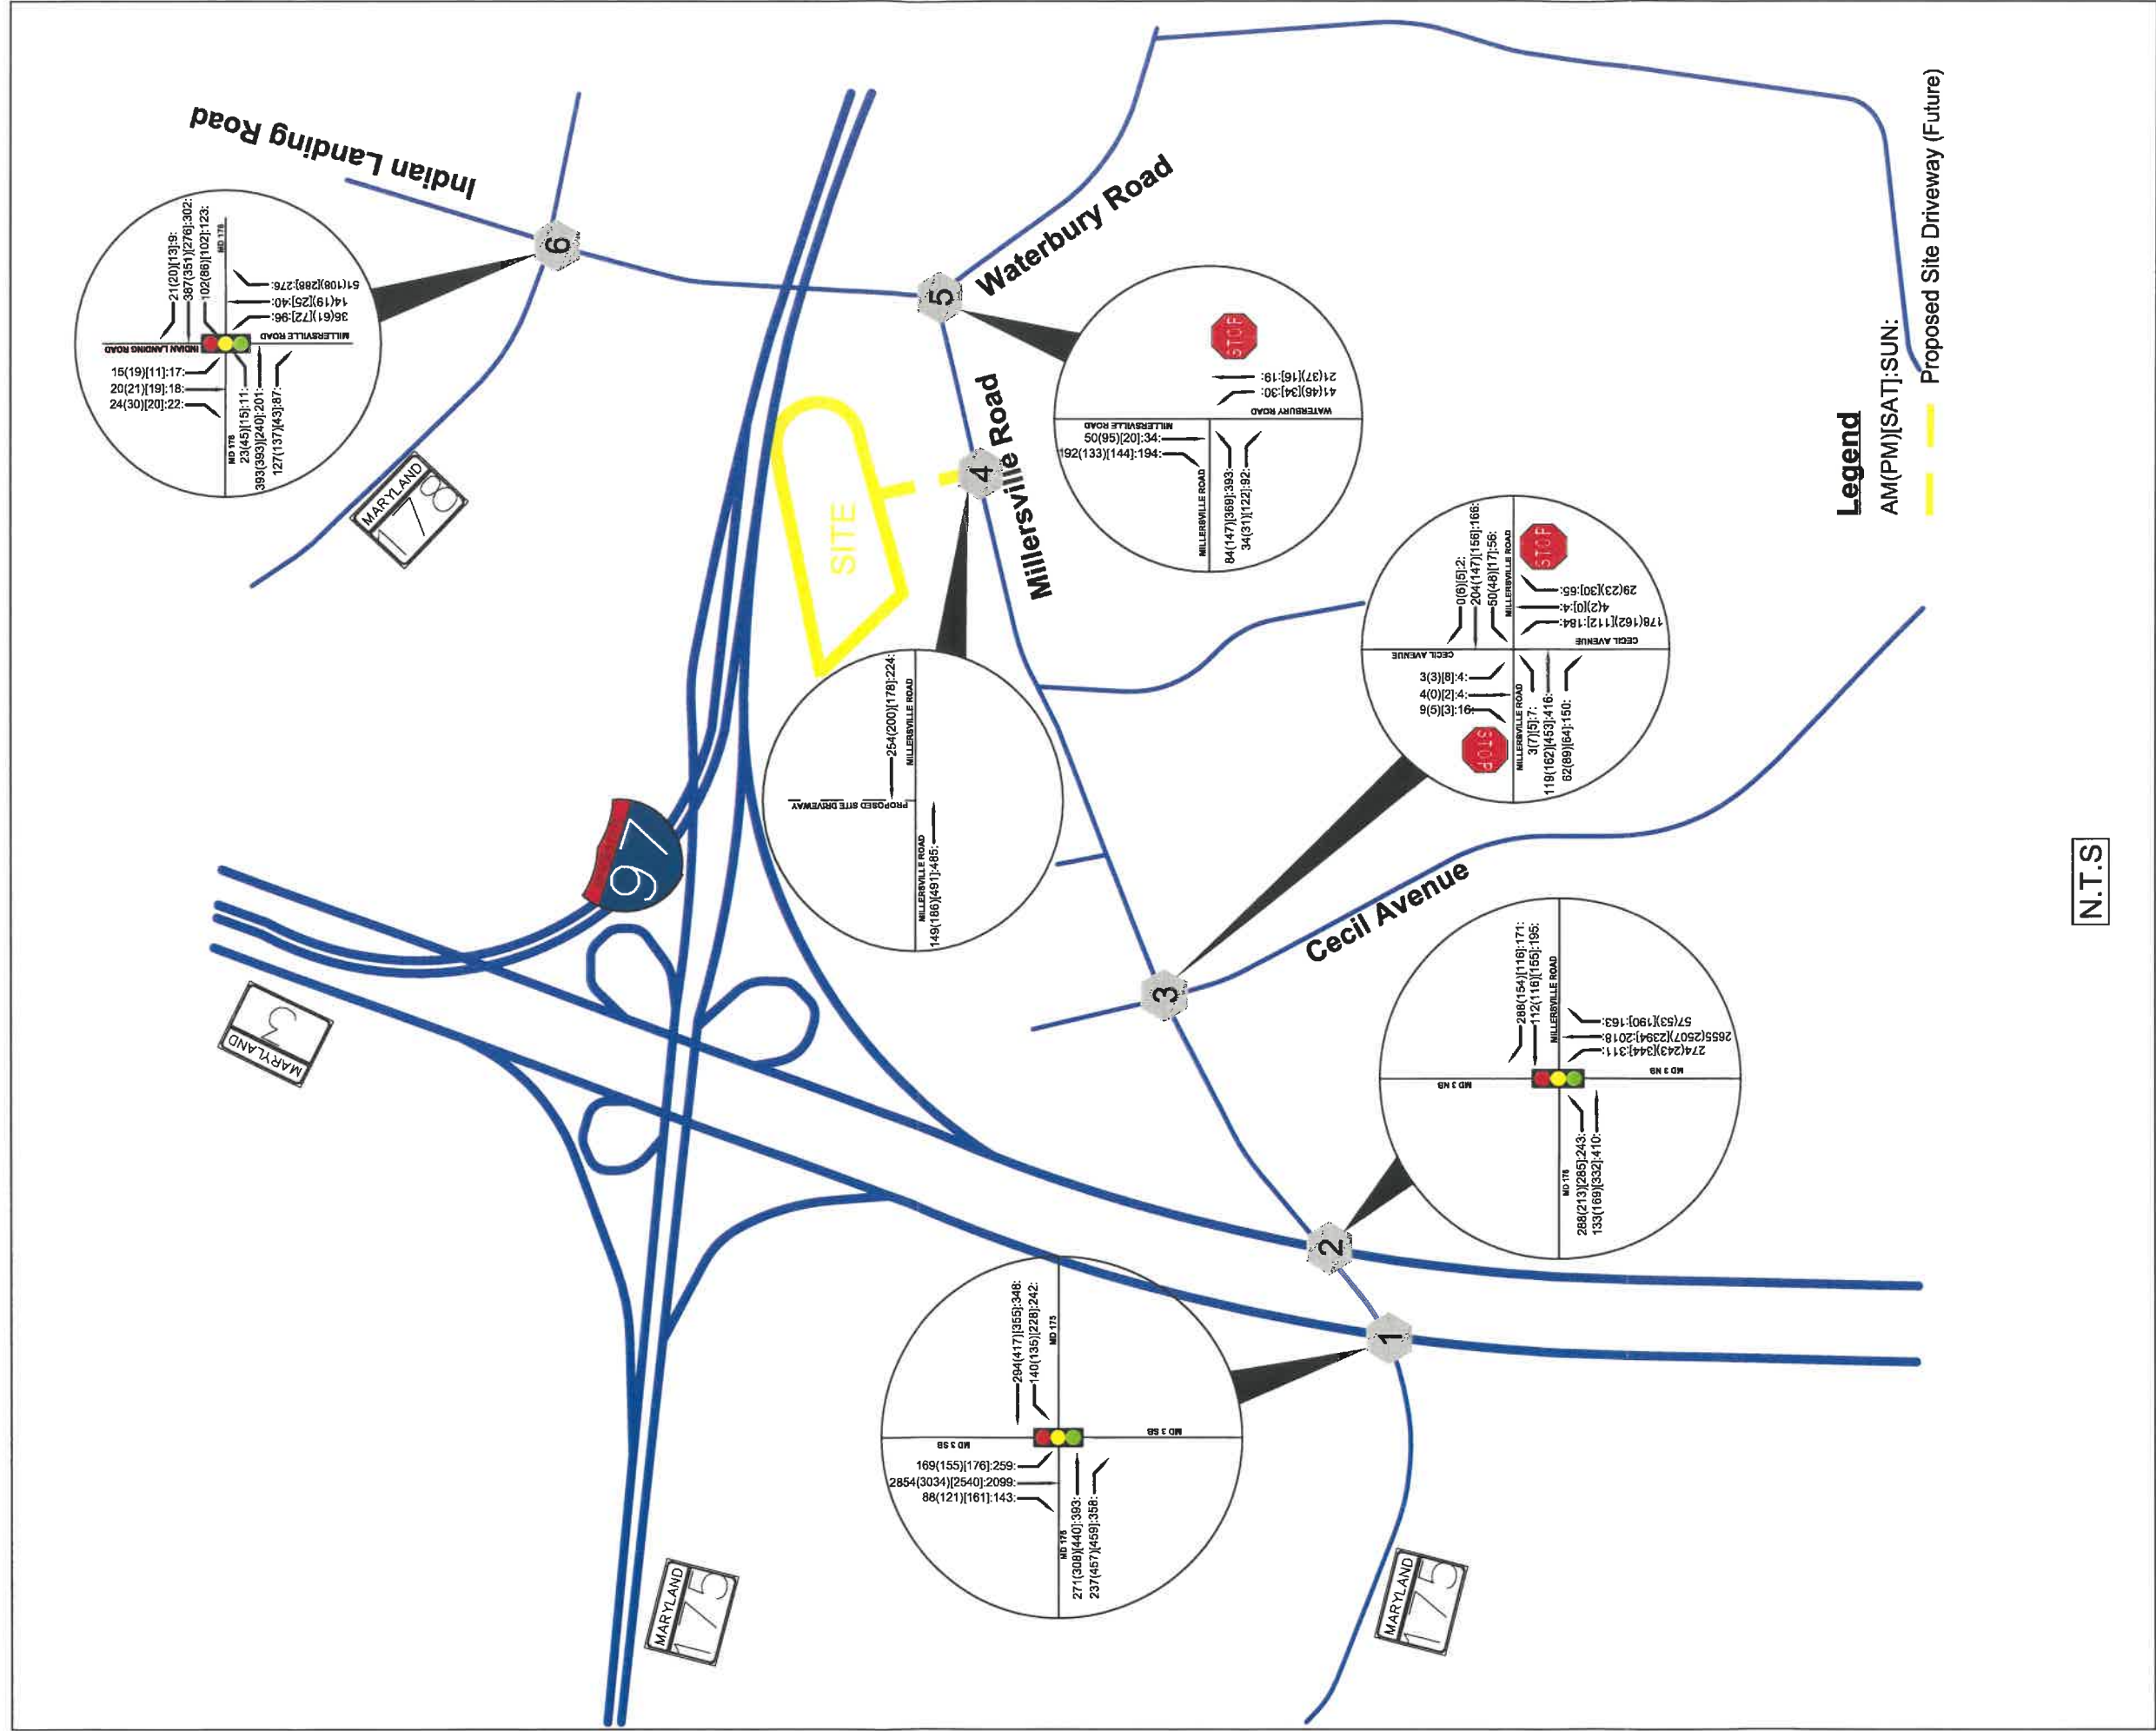 Indian Landing Road
21(20)[13]:9:
387(351)[276]:302:
102(86)[102]:123:
MD 178
INDIAN LANDING ROAD
MILLERSVILLE ROAD
51(108)[288]:276:
14(19)[25]:40:
36(61)[72]:96:
15(19)[11]:17:
20(21)[19]:18:
24(30)[20]:22:
MD 178
23(45)[15]:11:
393(393)[240]:201:
127(137)[43]:87:
6
MARYLAND
178
5
Waterbury Road
STOP
21(37)[16]:19:
41(46)[34]:30:
WATERBURY ROAD
MILLERSVILLE ROAD
50(95)[20]:34:
192(133)[144]:194:
MILLERSVILLE ROAD
84(147)[369]:393:
34(31)[122]:92:
SITE
4
Millersville Road
254(200)[178]:224:
MILLERSVILLE ROAD
PROPOSED SITE DRIVEWAY
MILLERSVILLE ROAD
149(186)[491]:485:
97
0(6)[5]:2:
204(147)[156]:166:
50(48)[17]:56:
MILLERSVILLE ROAD
STOP
29(23)[30]:65:
4(2)[0]:4:
178(162)[112]:184:
CECIL AVENUE
CECIL AVENUE
3(3)[8]:4:
4(0)[2]:4:
9(5)[3]:16:
STOP
MILLERSVILLE ROAD
3(7)[5]:7:
119(162)[453]:416:
62(89)[64]:150:
3
Cecil Avenue
MARYLAND
3
288(154)[116]:171:
112(116)[155]:195:
MILLERSVILLE ROAD
57(53)[190]:163:
2655(2507)[2394]:2018:
274(243)[344]:311:
MD 3 NB
MD 3 NB
MD 175
288(213)[285]:243:
133(169)[332]:410:
2
1
294(417)[355]:348:
140(135)[228]:242:
MD 175
MD 3 SB
MD 3 SB
169(155)[176]:259:
2854(3034)[2540]:2099:
88(121)[161]:143:
MD 175
271(308)[440]:393:
237(457)[459]:358:
MARYLAND
175
MARYLAND
175
Legend
AM(PM)[SAT]:SUN:
Proposed Site Driveway (Future)
N.T.S